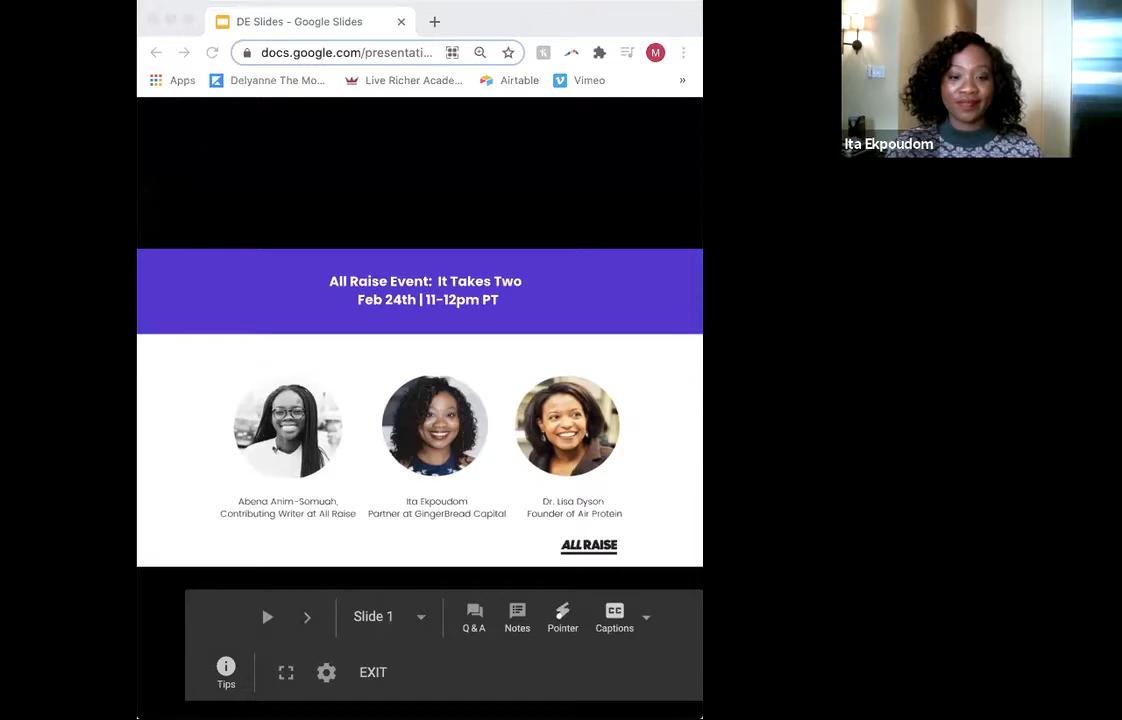 DE Slides - Google Slides
docs.google.com/presentati...
M
Apps
Delyanne The Mo...
Live Richer Acade...
Airtable
Vimeo
»
Ita Ekpoudom
All Raise Event: It Takes Two
Feb 24th | 11-12pm PT
Abena Anim-Somuah,
Contributing Writer at All Raise
Ita Ekpoudom
Partner at GingerBread Capital
Dr. Lisa Dyson
Founder of Air Protein
ALL RAISE
Slide 1
Q & A
Notes
Pointer
CC
Captions
Tips
EXIT